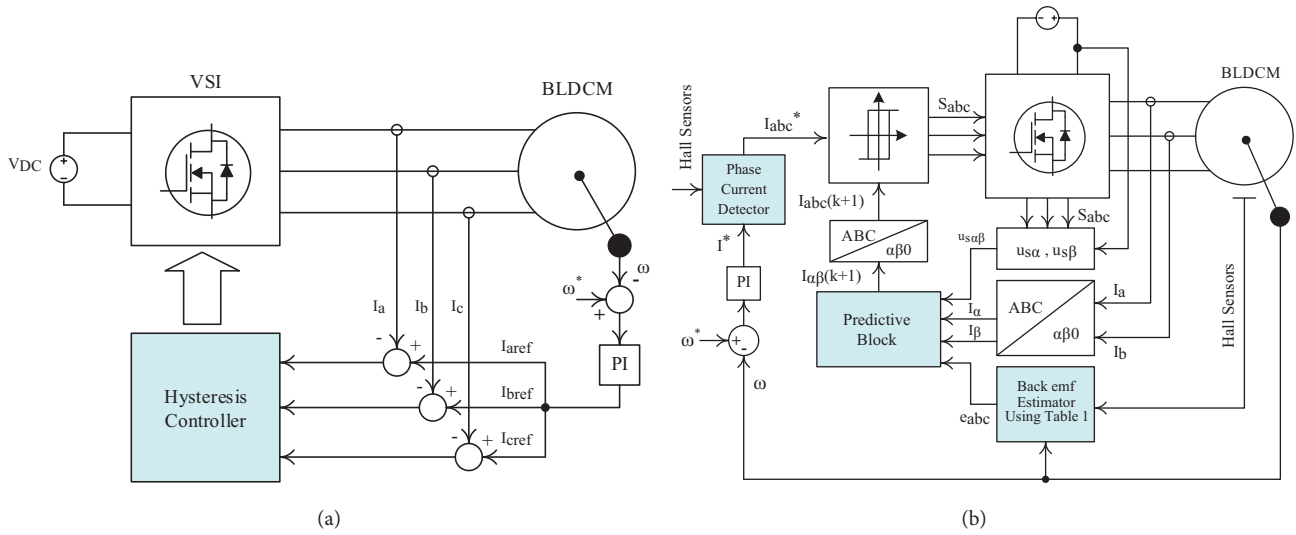 VSI
BLDCM
VDC
ω
-
ω*
+
Ia
Ib
Ic
PI
-
+
Iaref
-
+
Ibref
-
+
Icref
Hysteresis
Controller
(a)
- +
BLDCM
Hall Sensors
Iabc*
Sabc
Phase
Current
Detector
Iabc(k+1)
ABC
αβ0
Sabc
usα , usβ
usαβ
I*
PI
Iαβ(k+1)
Predictive
Block
Iα
Iβ
ABC
αβ0
Ia
Ib
Hall Sensors
ω*
+
-
ω
eabc
Back emf
Estimator
Using Table 1
(b)